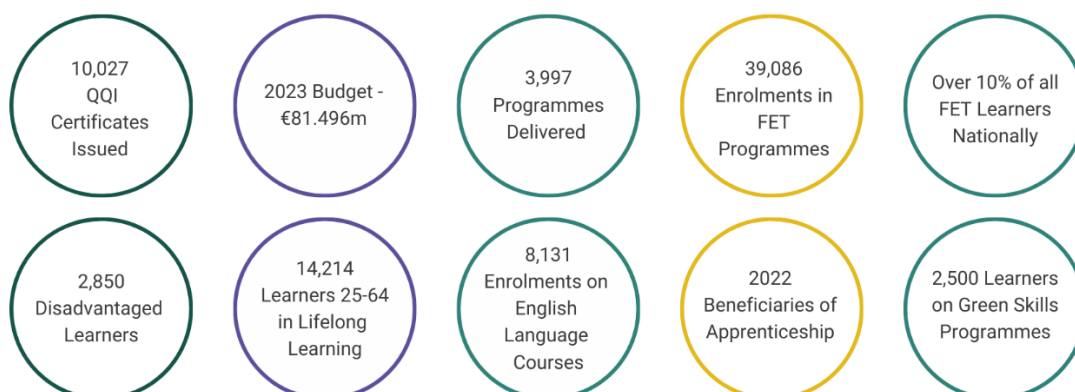 10,027
QQI
Certificates
Issued
2023 Budget -
€81.496m
3,997
Programmes
Delivered
39,086
Enrolments in
FET
Programmes
Over 10% of all
FET Learners
Nationally
2,850
Disadvantaged
Learners
14,214
Learners 25-64
in Lifelong
Learning
8,131
Enrolments on
English
Language
Courses
2022
Beneficiaries of
Apprenticeship
2,500 Learners
on Green Skills
Programmes